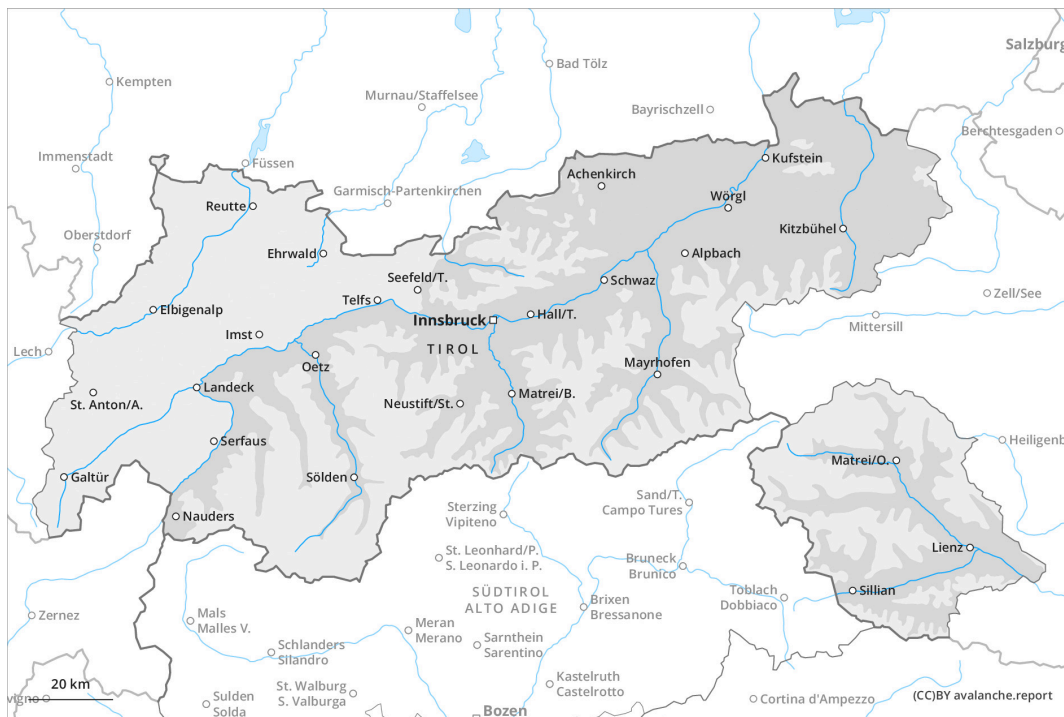 Salzburg
Kempten
Bad Tölz
Murnau/Staffelsee
Bayrischzell
Berchtesgaden
Immenstadt
Füssen
Kufstein
Achenkirch
Garmisch-Partenkirchen
Reutte
Wörgl
Oberstdorf
Kitzbühel
Ehrwald
Alpbach
Seefeld/T.
Schwaz
Zell/See
Telfs
Elbigenalp
Innsbruck
Hall/T.
Mittersill
Imst
TIROL
Lech
Oetz
Mayrhofen
Landeck
St. Anton/A.
Neustift/St.
Matrei/B.
Serfaus
Heiligenb
Matrei/O.
Galtür
Sölden
Sand/T.
Campo Tures
Sterzing
Vipiteno
Nauders
Lienz
St. Leonhard/P.
S. Leonardo i. P.
Bruneck
Brunico
SÜDTIROL
ALTO ADIGE
Sillian
Toblach
Dobbiaco
Zernez
Mals
Malles V.
Brixen
Bressanone
Meran
Merano
Sarnthein
Sarentino
Schlanders
Silandro
20 km
St. Walburg
S. Valburga
Kastelruth
Castelrotto
vigno
Sulden
Solda
Bozen
Cortina d'Ampezzo
(CC)BY avalanche.report